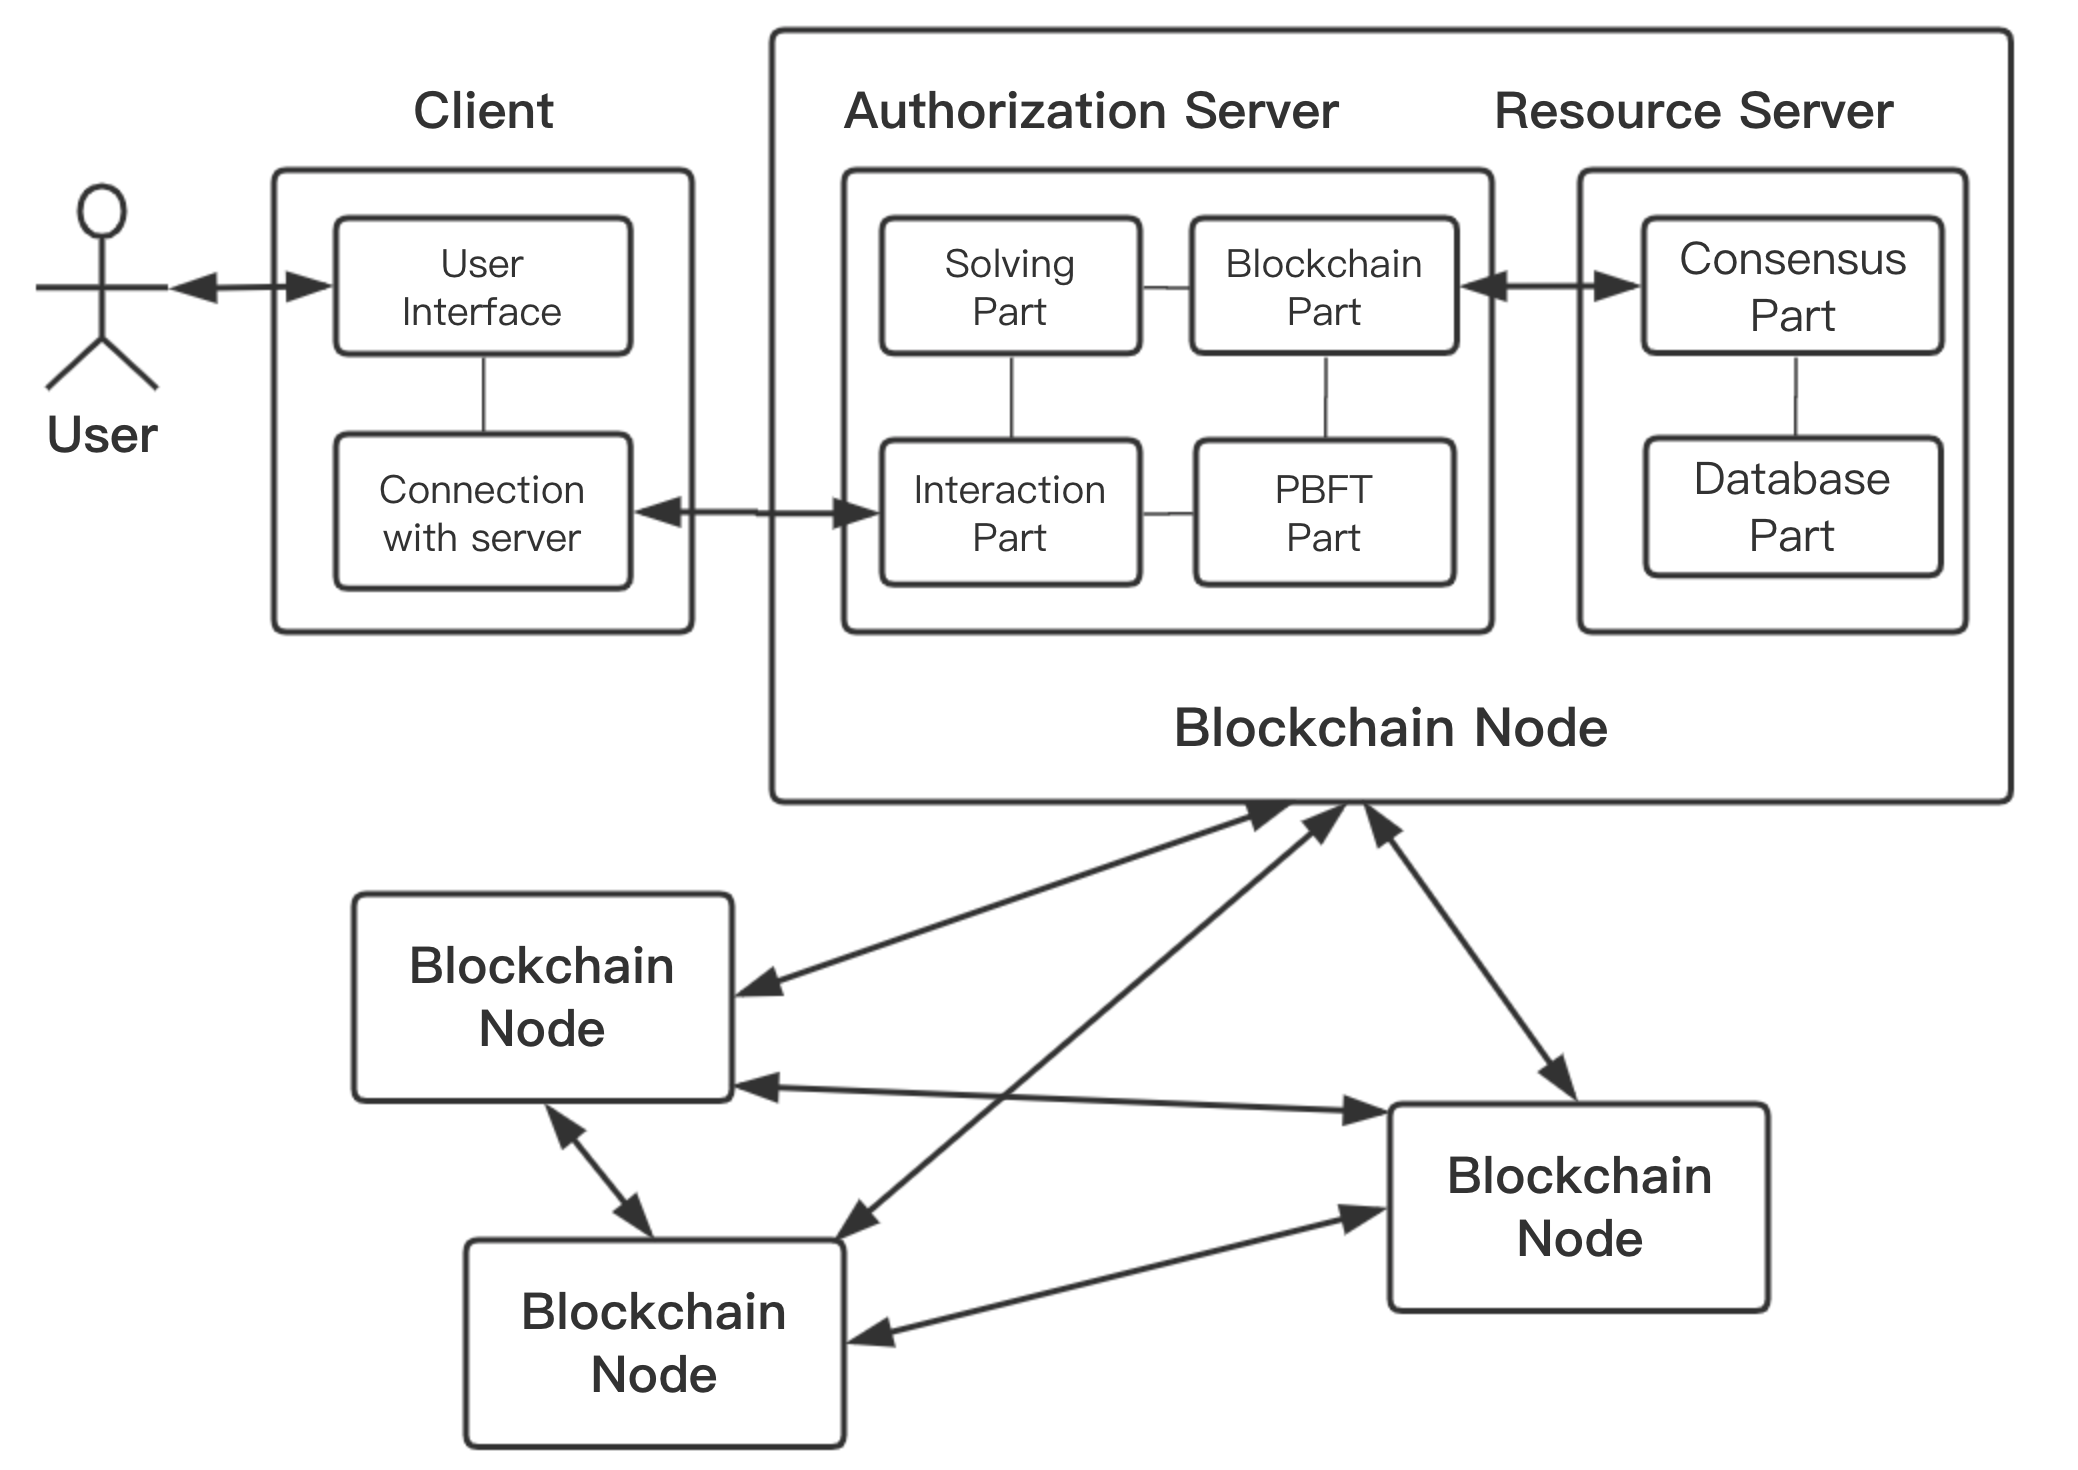 Client
Authorization Server
Resource Server
User
Interface
Connection
with server
User
Solving
Part
Blockchain
Part
Interaction
Part
PBFT
Part
Consensus
Part
Database
Part
Blockchain Node
Blockchain
Node
Blockchain
Node
Blockchain
Node